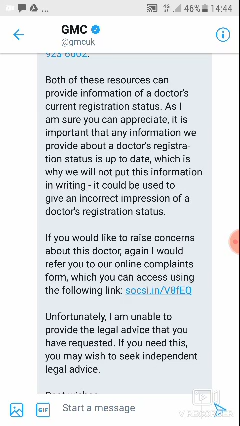 46% 14:44
GMC
@gmcuk
923 6602.
Both of these resources can
provide information of a doctor's
current registration status. As I
am sure you can appreciate, it is
important that any information we
provide about a doctor's registra-
tion status is up to date, which is
why we will not put this information
in writing - it could be used to
give an incorrect impression of a
doctor's registration status.
If you would like to raise concerns
about this doctor, again I would
refer you to our online complaints
form, which you can access using
the following link: socsi.in/V8fEQ
Unfortunately, I am unable to
provide the legal advice that you
have requested. If you need this,
you may wish to seek independent
legal advice.
Best wishes
GIF
Start a message